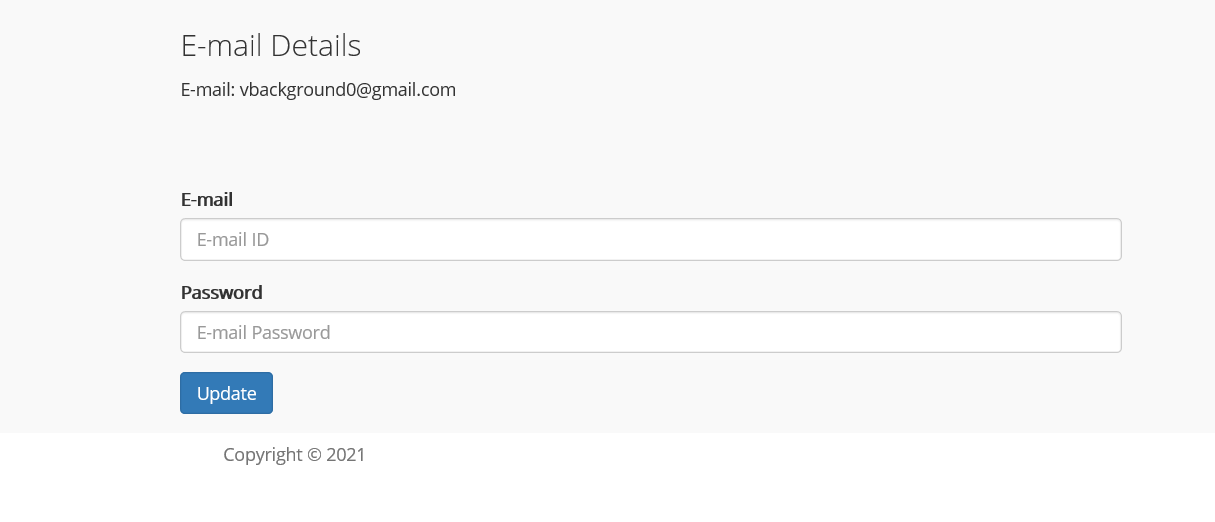 E-mail Details
E-mail: vbackground0@gmail.com
E-mail
E-mail ID
Password
E-mail Password
Update
Copyright © 2021